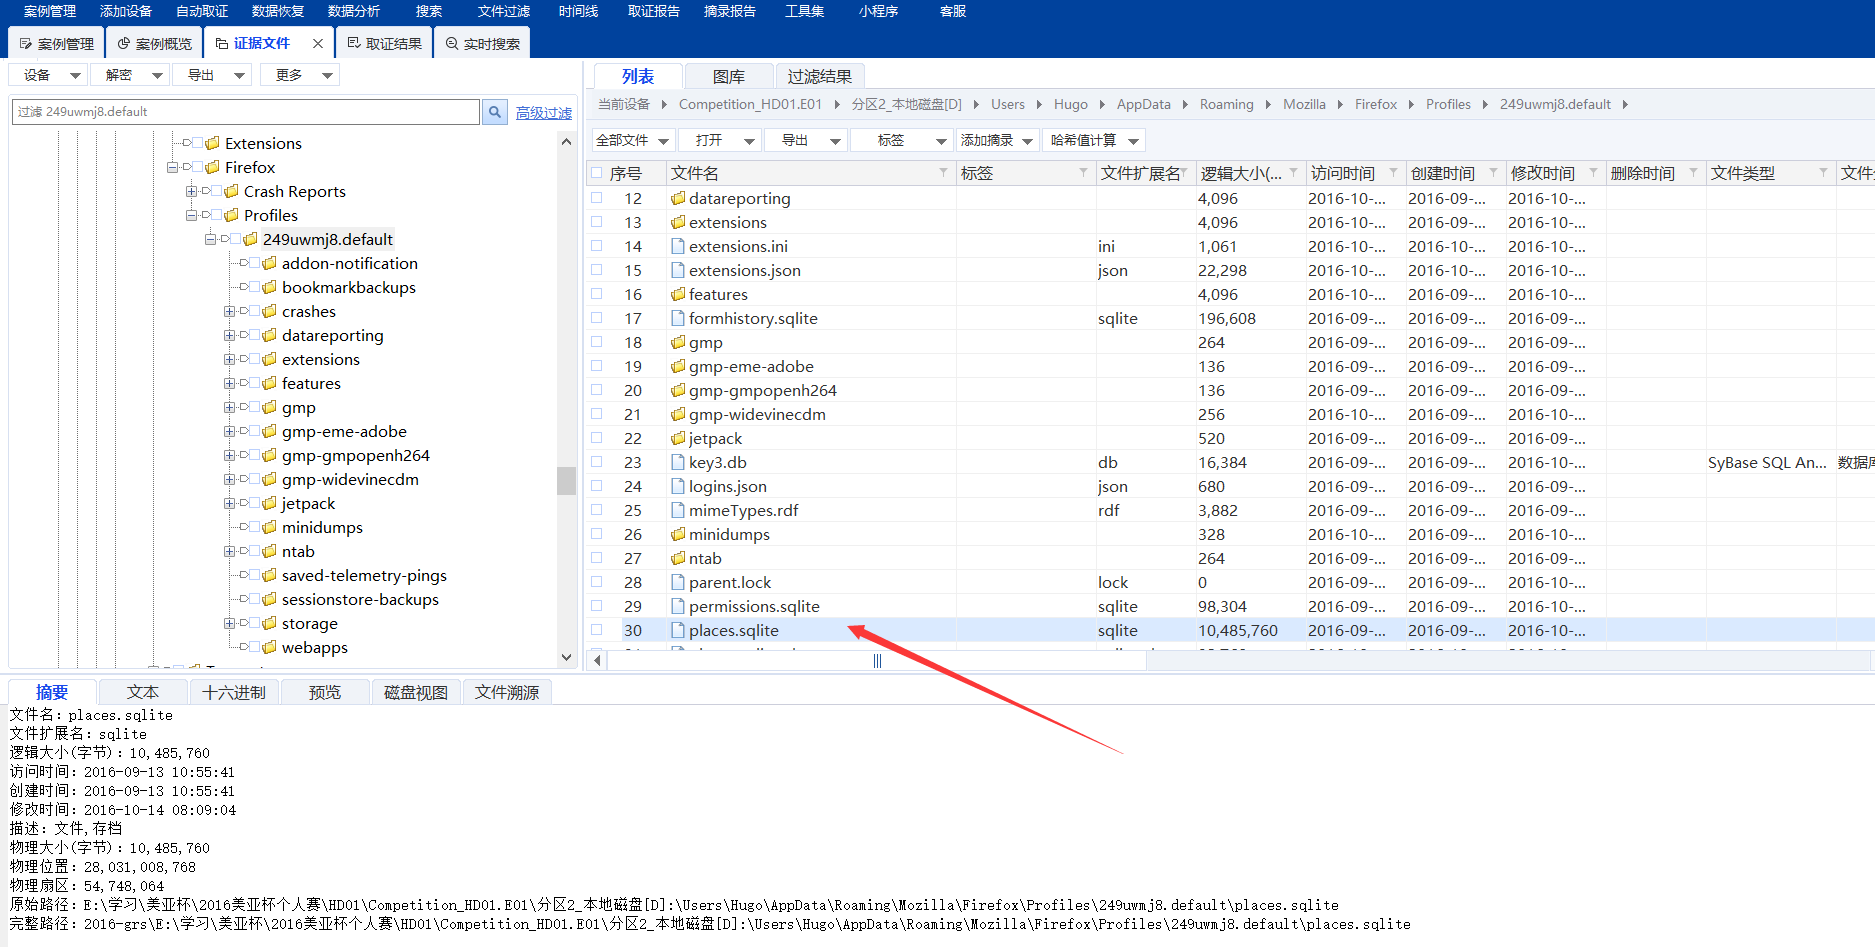 案例管理 添加设备 自动取证 数据恢复 数据分析 搜索 文件过滤 时间线 取证报告 摘录报告 工具集 小程序 客服
案例管理 案例概览 证据文件 取证结果 实时搜索
设备 解密 导出 更多
过滤 249uwmj8.default 高级过滤
Extensions
Firefox
Crash Reports
Profiles
249uwmj8.default
addon-notification
bookmarkbackups
crashes
datareporting
extensions
features
gmp
gmp-eme-adobe
gmp-gmpopenh264
gmp-widevinecdm
jetpack
minidumps
ntab
saved-telemetry-pings
sessionstore-backups
storage
webapps
列表 图库 过滤结果
当前设备 Competition_HD01.E01 分区2_本地磁盘[D] Users Hugo AppData Roaming Mozilla Firefox Profiles 249uwmj8.default
全部文件 打开 导出 标签 添加摘录 哈希值计算
序号 文件名 标签 文件扩展名 逻辑大小(... 访问时间 创建时间 修改时间 删除时间 文件类型
12 datareporting 4,096 2016-10-... 2016-09-... 2016-10-...
13 extensions 4,096 2016-10-... 2016-09-... 2016-10-...
14 extensions.ini ini 1,061 2016-10-... 2016-09-... 2016-10-...
15 extensions.json json 22,298 2016-10-... 2016-09-... 2016-10-...
16 features 4,096 2016-10-... 2016-09-... 2016-10-...
17 formhistory.sqlite sqlite 196,608 2016-09-... 2016-09-... 2016-10-...
18 gmp 264 2016-09-... 2016-09-... 2016-09-...
19 gmp-eme-adobe 136 2016-09-... 2016-09-... 2016-09-...
20 gmp-gmpopenh264 136 2016-09-... 2016-09-... 2016-09-...
21 gmp-widevinecdm 256 2016-10-... 2016-09-... 2016-10-...
22 jetpack 520 2016-09-... 2016-09-... 2016-09-...
23 key3.db db 16,384 2016-09-... 2016-09-... 2016-10-... SyBase SQL An... 数据库
24 logins.json json 680 2016-09-... 2016-09-... 2016-09-...
25 mimeTypes.rdf rdf 3,882 2016-09-... 2016-09-... 2016-09-...
26 minidumps 328 2016-10-... 2016-09-... 2016-10-...
27 ntab 264 2016-09-... 2016-09-... 2016-09-...
28 parent.lock lock 0 2016-09-... 2016-09-... 2016-10-...
29 permissions.sqlite sqlite 98,304 2016-09-... 2016-09-... 2016-10-...
30 places.sqlite sqlite 10,485,760 2016-09-... 2016-09-... 2016-10-...
摘要 文本 十六进制 预览 磁盘视图 文件溯源
文件名：places.sqlite
文件扩展名：sqlite
逻辑大小(字节)：10,485,760
访问时间：2016-09-13 10:55:41
创建时间：2016-09-13 10:55:41
修改时间：2016-10-14 08:09:04
描述：文件,存档
物理大小(字节)：10,485,760
物理位置：28,031,008,768
物理扇区：54,748,064
原始路径：E:\学习\美亚杯\2016美亚杯个人赛\HD01\Competition_HD01.E01\分区2_本地磁盘[D]:\Users\Hugo\AppData\Roaming\Mozilla\Firefox\Profiles\249uwmj8.default\places.sqlite
完整路径：2016-grs\E:\学习\美亚杯\2016美亚杯个人赛\HD01\Competition_HD01.E01\分区2_本地磁盘[D]:\Users\Hugo\AppData\Roaming\Mozilla\Firefox\Profiles\249uwmj8.default\places.sqlite